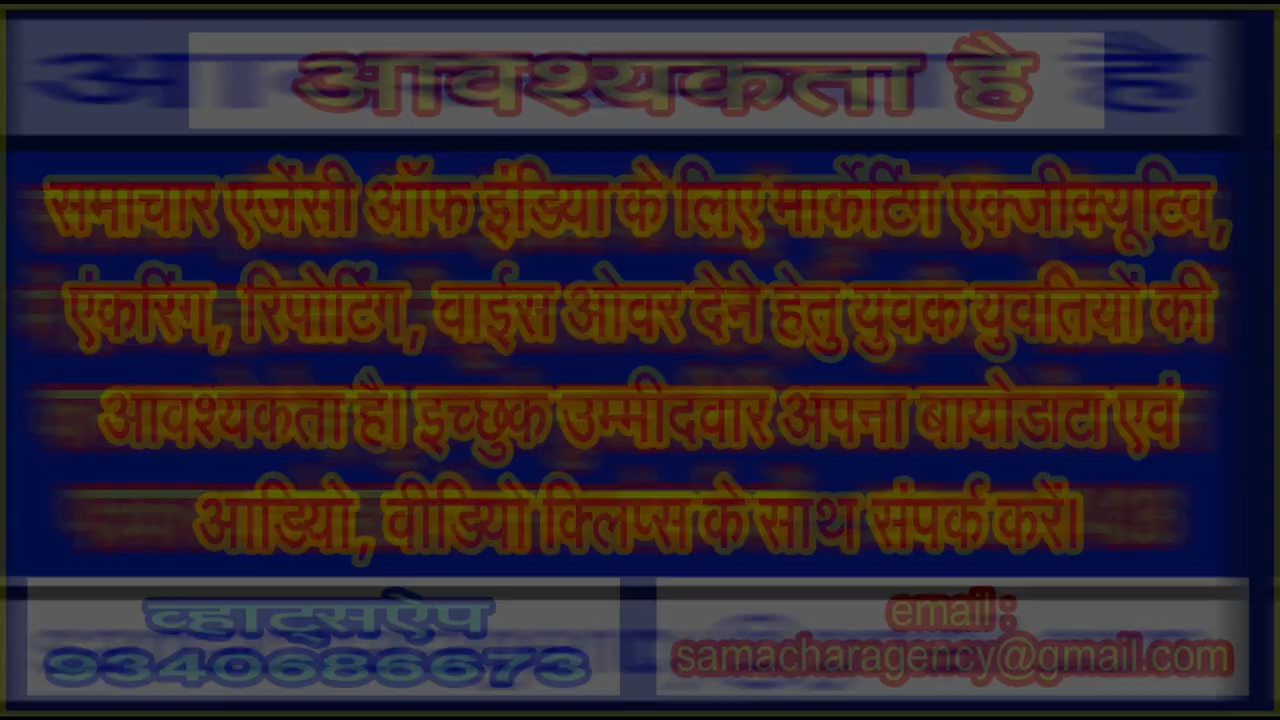 आवश्यकता है
समाचार एजेंसी ऑफ इंडिया के लिए मार्केटिंग एक्जीक्यूटिव,
एंकरिंग, रिपोर्टिंग, वाईस ओवर देने हेतु युवक युवतियों की
आवश्यकता है। इच्छुक उम्मीदवार अपना बायोडाटा एवं
आडियो, वीडियो क्लिप्स के साथ संपर्क करें।
व्हाट्सऐप
9340686673
email :
samacharagency@gmail.com